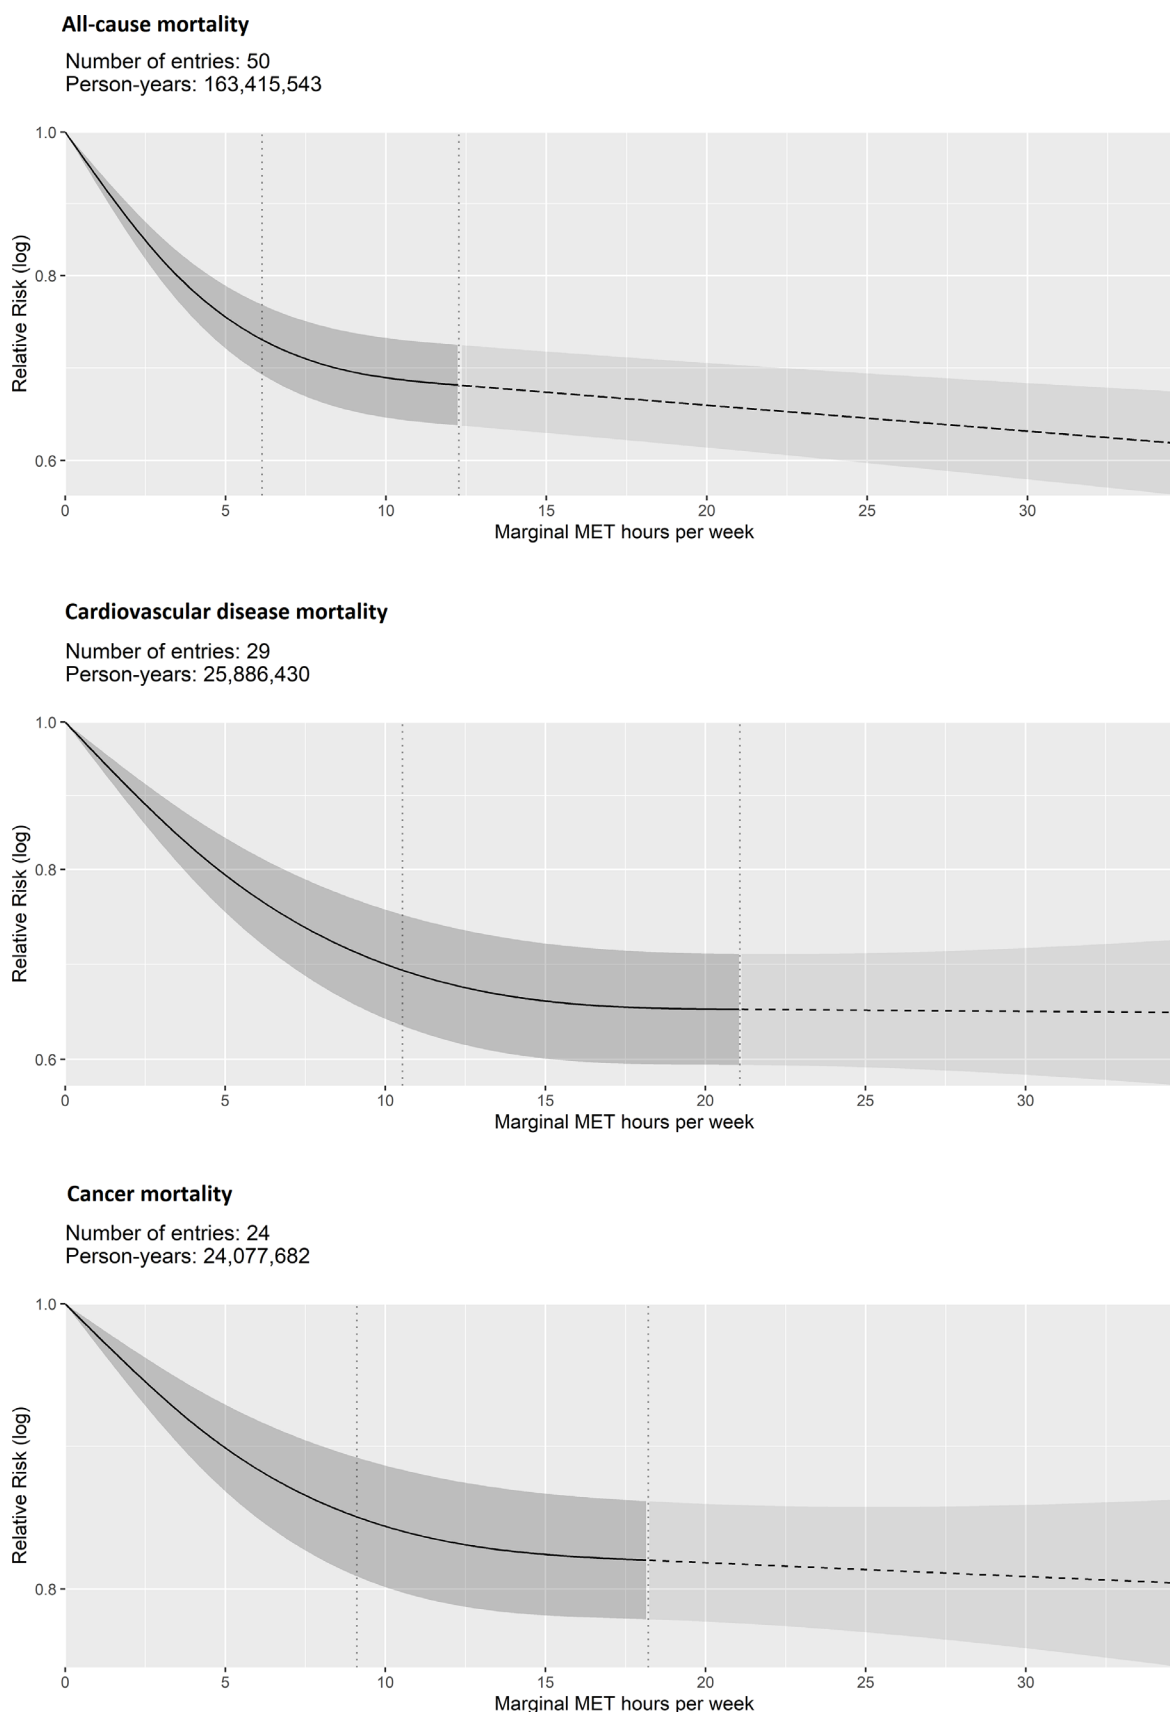 All-cause mortality
Number of entries: 50
Person-years: 163,415,543
1.0
0.8
0.6
Relative Risk (log)
0 5 10 15 20 25 30
Marginal MET hours per week
Cardiovascular disease mortality
Number of entries: 29
Person-years: 25,886,430
1.0
0.8
0.6
Relative Risk (log)
0 5 10 15 20 25 30
Marginal MET hours per week
Cancer mortality
Number of entries: 24
Person-years: 24,077,682
1.0
0.8
Relative Risk (log)
0 5 10 15 20 25 30
Marginal MET hours per week